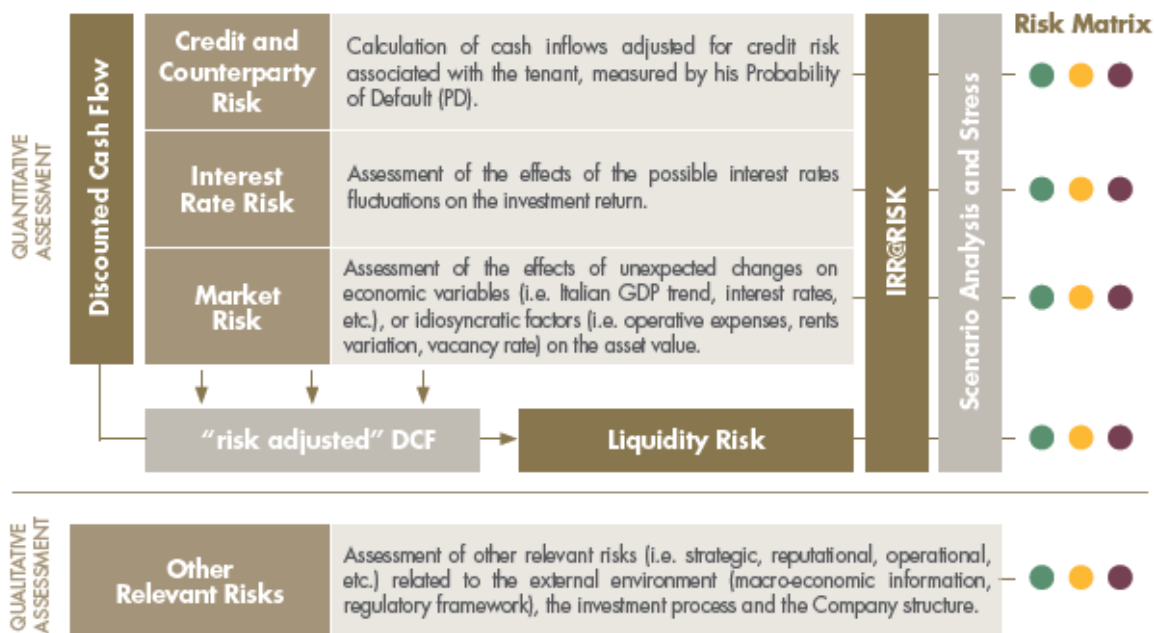 Risk Matrix
QUANTITATIVE
ASSESSMENT
Discounted Cash Flow
Credit and
Counterparty
Risk
Calculation of cash inflows adjusted for credit risk
associated with the tenant, measured by his Probability
of Default (PD).
Interest
Rate Risk
Assessment of the effects of the possible interest rates
fluctuations on the investment return.
Market
Risk
Assessment of the effects of unexpected changes on
economic variables (i.e. Italian GDP trend, interest rates,
etc.), or idiosyncratic factors (i.e. operative expenses, rents
variation, vacancy rate) on the asset value.
IRR@RISK
Scenario Analysis and Stress
“risk adjusted” DCF
Liquidity Risk
QUALITATIVE
ASSESSMENT
Other
Relevant Risks
Assessment of other relevant risks (i.e. strategic, reputational, operational,
etc.) related to the external environment (macro-economic information,
regulatory framework), the investment process and the Company structure.